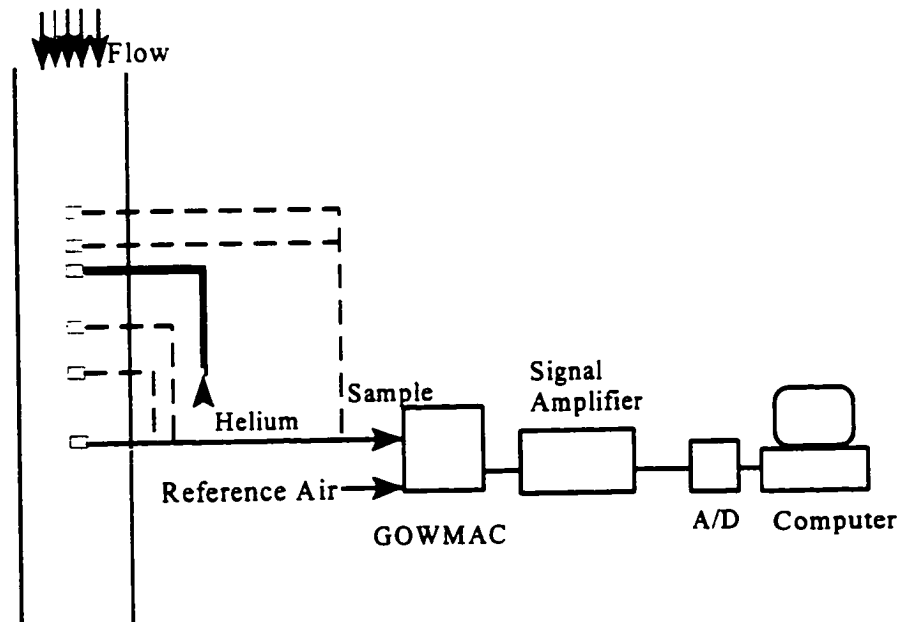 Flow
Signal
Amplifier
Sample
Helium
Reference Air
GOWMAC
A/D
Computer